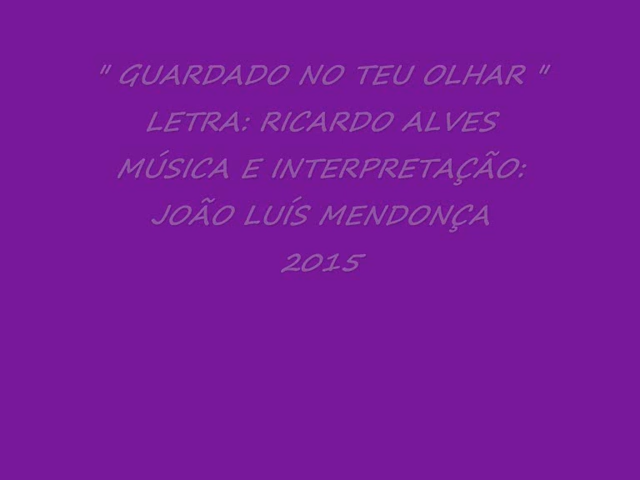 " GUARDADO NO TEU OLHAR "
LETRA: RICARDO ALVES
MÚSICA E INTERPRETAÇÃO:
JOÃO LUÍS MENDONÇA
2015